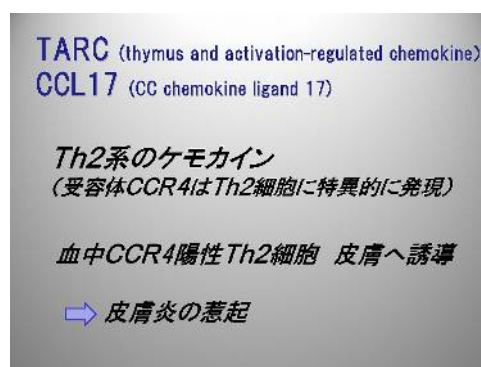 TARC (thymus and activation-regulated chemokine)
CCL17 (CC chemokine ligand 17)
Th2系のケモカイン
(受容体CCR4はTh2細胞に特異的に発現)
血中CCR4陽性Th2細胞 皮膚へ誘導
皮膚炎の惹起